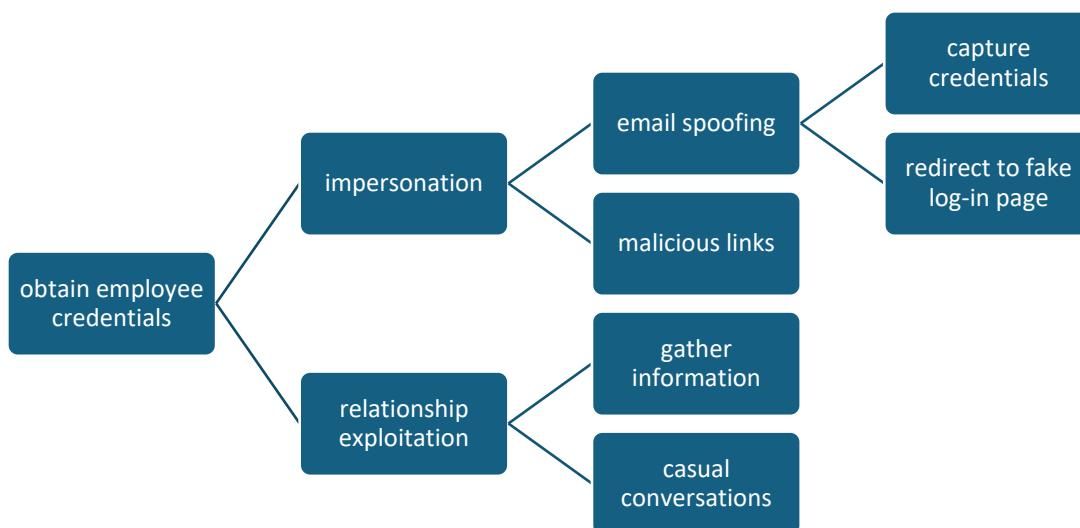 capture
credentials
email spoofing
redirect to fake
log-in page
impersonation
malicious links
obtain employee
credentials
gather
information
relationship
exploitation
casual
conversations